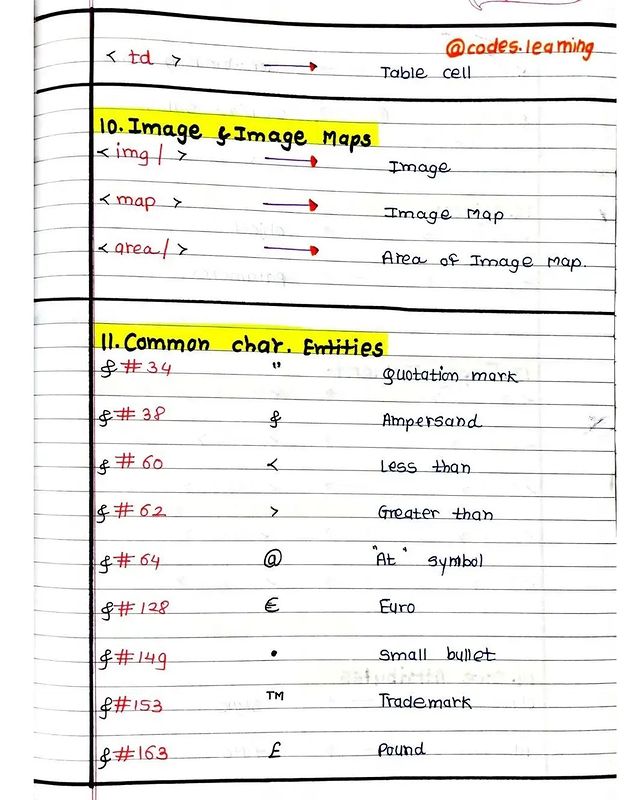 @codes.learning
< td > → Table cell
10. Image & Image Maps
< img / > → Image
< map > → Image Map
< area / > → Area of Image Map.
11. Common char. Entities
&#34 " Quotation mark
&#38 & Ampersand
&#60 < Less than
&#62 > Greater than
&#64 @ "At" symbol
&#128 € Euro
&#149 • small bullet
&#153 ™ Trademark
&#163 £ Pound